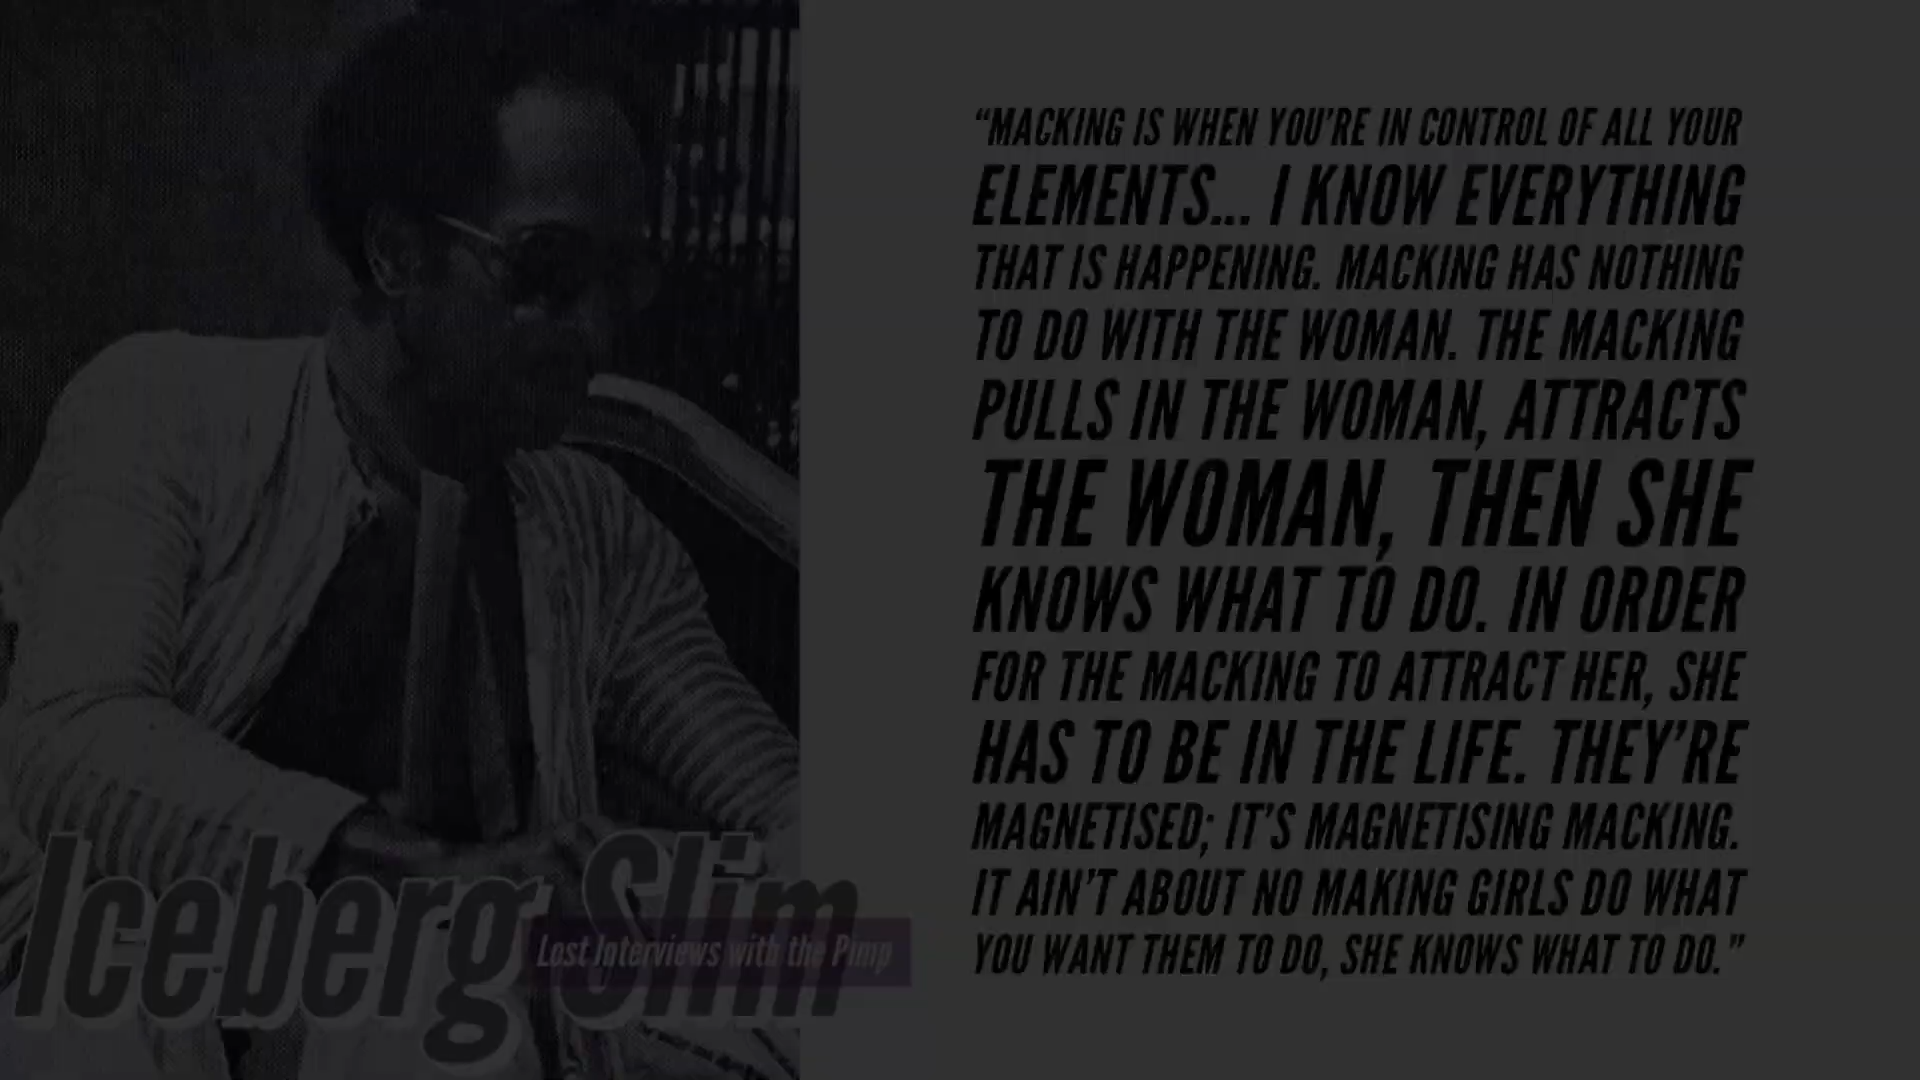 “MACKING IS WHEN YOU’RE IN CONTROL OF ALL YOUR
ELEMENTS... I KNOW EVERYTHING
THAT IS HAPPENING. MACKING HAS NOTHING
TO DO WITH THE WOMAN. THE MACKING
PULLS IN THE WOMAN, ATTRACTS
THE WOMAN, THEN SHE
KNOWS WHAT TO DO. IN ORDER
FOR THE MACKING TO ATTRACT HER, SHE
HAS TO BE IN THE LIFE. THEY’RE
MAGNETISED; IT’S MAGNETISING MACKING.
IT AIN’T ABOUT NO MAKING GIRLS DO WHAT
YOU WANT THEM TO DO, SHE KNOWS WHAT TO DO.”
Iceberg Slim
Lost Interviews with the Pimp